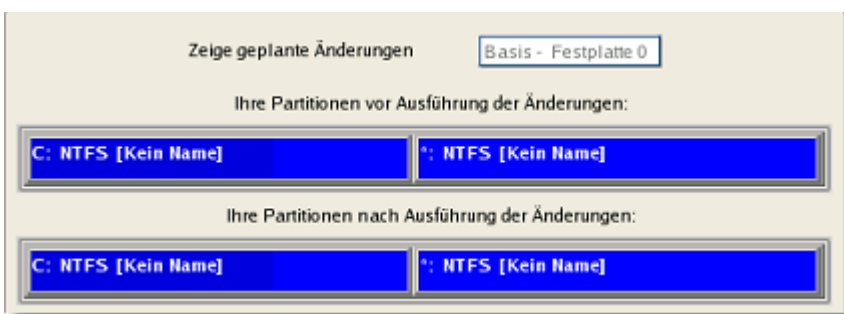 Zeige geplante Änderungen Basis - Festplatte 0
Ihre Partitionen vor Ausführung der Änderungen:
C: NTFS [Kein Name] *: NTFS [Kein Name]
Ihre Partitionen nach Ausführung der Änderungen:
C: NTFS [Kein Name] *: NTFS [Kein Name]